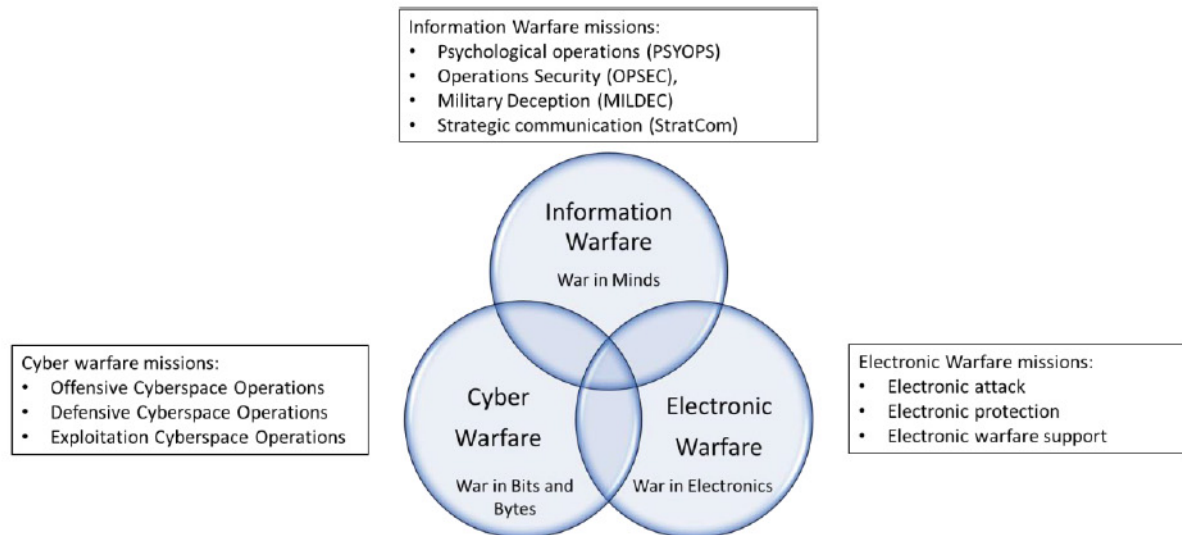 Information Warfare missions:
• Psychological operations (PSYOPS)
• Operations Security (OPSEC),
• Military Deception (MILDEC)
• Strategic communication (StratCom)
Information
Warfare
War in Minds
Cyber warfare missions:
• Offensive Cyberspace Operations
• Defensive Cyberspace Operations
• Exploitation Cyberspace Operations
Cyber
Warfare
War in Bits and
Bytes
Electronic
Warfare
War in Electronics
Electronic Warfare missions:
• Electronic attack
• Electronic protection
• Electronic warfare support